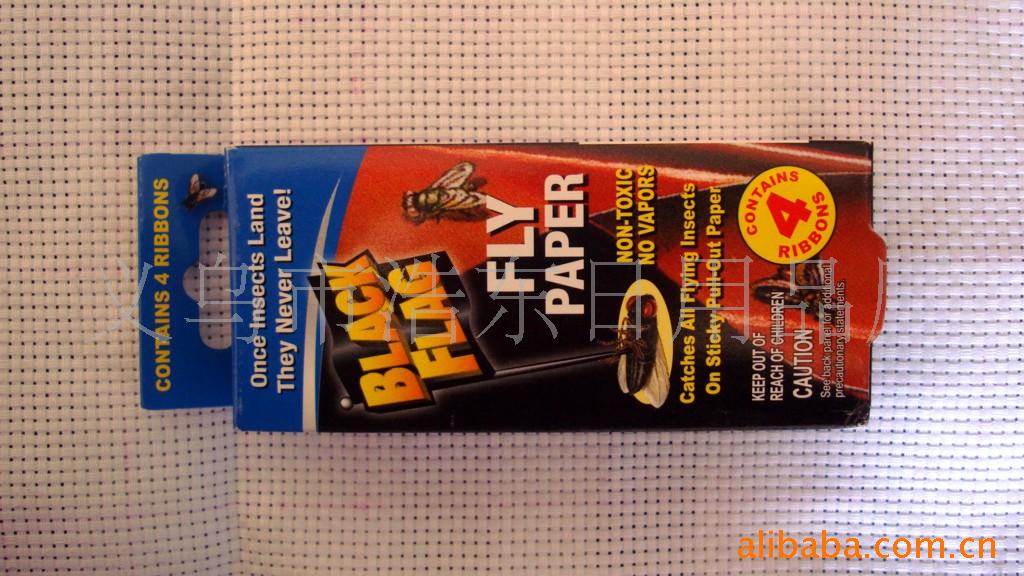 CONTAINS 4 RIBBONS
Once Insects Land
They Never Leave!
BLACK
FLAG
FLY
PAPER
NON-TOXIC
NO VAPORS
Catches All Flying Insects
On Sticky Pull-Out Paper
CONTAINS
4
RIBBONS
KEEP OUT OF
REACH OF CHILDREN
CAUTION
See back panel for additional
precautionary statements
义乌市浩乐日用品厂
alibaba.com.cn